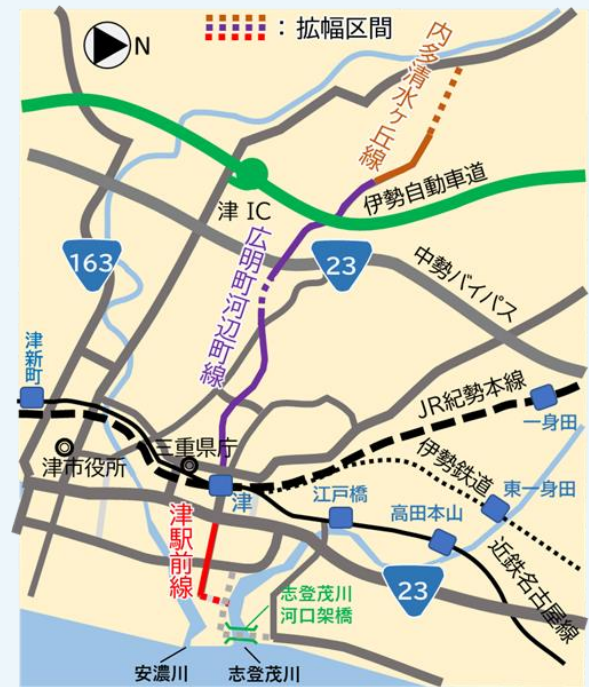 ：拡幅区間
N
内多清水ヶ丘線
伊勢自動車道
津 IC
163
広明町河辺町線
23
中勢バイパス
津新町
JR紀勢本線
一身田
三重県庁
津市役所
伊勢鉄道
東一身田
津
江戸橋
高田本山
近鉄名古屋線
津駅前線
23
志登茂川
河口架橋
安濃川
志登茂川